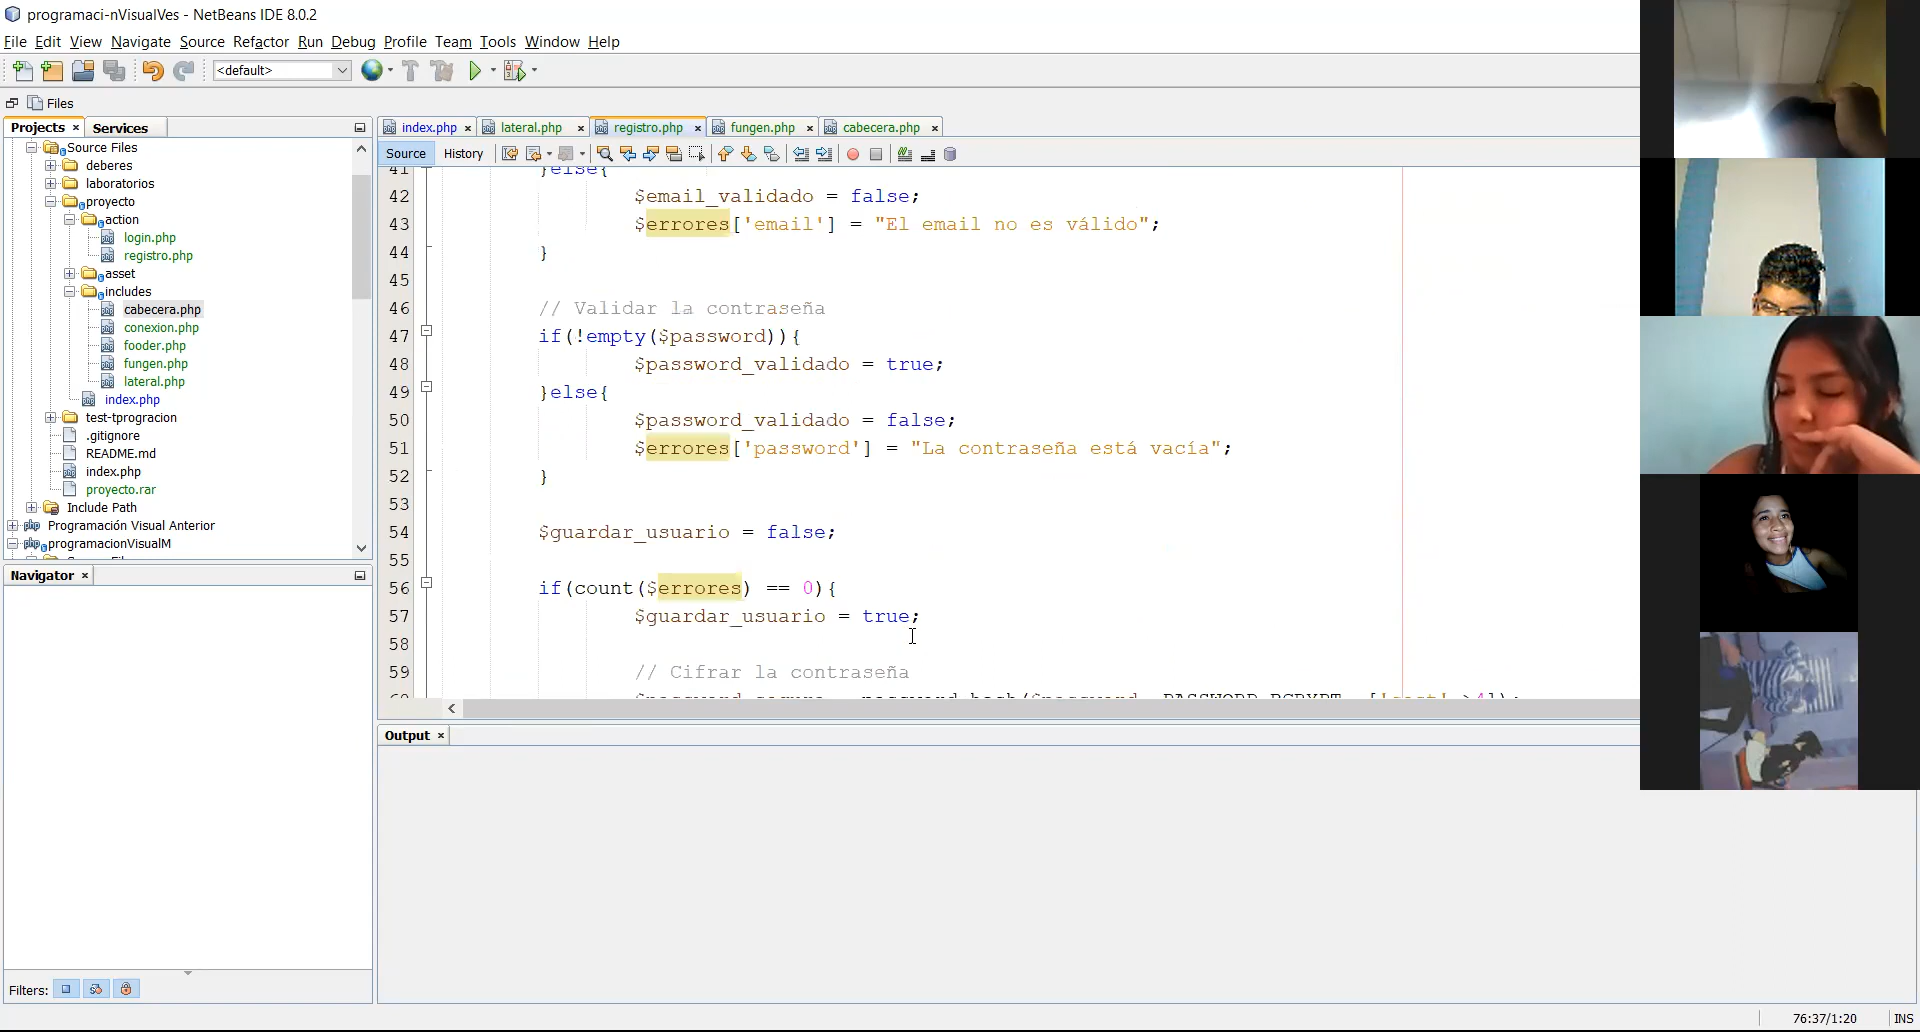 programaci-nVisualVes - NetBeans IDE 8.0.2
File Edit View Navigate Source Refactor Run Debug Profile Team Tools Window Help
<default>
Files
Projects × Services
index.php × lateral.php × registro.php × fungen.php × cabecera.php ×
Source History
Source Files
deberes
laboratorios
proyecto
action
login.php
registro.php
asset
includes
cabecera.php
conexion.php
fooder.php
fungen.php
lateral.php
index.php
test-tprogracion
.gitignore
README.md
index.php
proyecto.rar
Include Path
Programación Visual Anterior
programacionVisualM
41 }else{
42 $email_validado = false;
43 $errores['email'] = "El email no es válido";
44 }
45
46 // Validar la contraseña
47 if(!empty($password)){
48 $password_validado = true;
49 }else{
50 $password_validado = false;
51 $errores['password'] = "La contraseña está vacía";
52 }
53
54 $guardar_usuario = false;
55
56 if(count($errores) == 0){
57 $guardar_usuario = true;
58
59 // Cifrar la contraseña
Navigator ×
Output ×
Filters:
76:37/1:20 INS